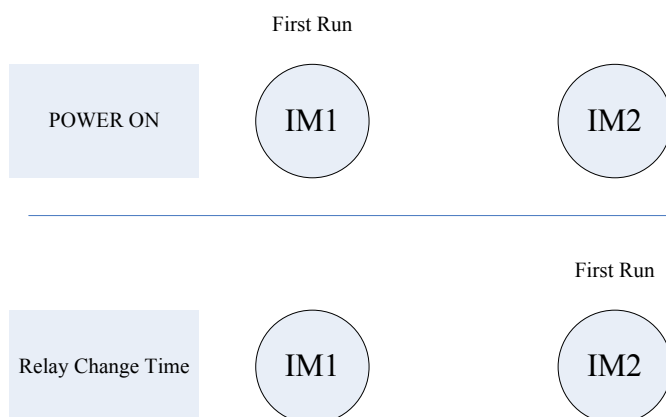 First Run
POWER ON
IM1
IM2
First Run
Relay Change Time
IM1
IM2